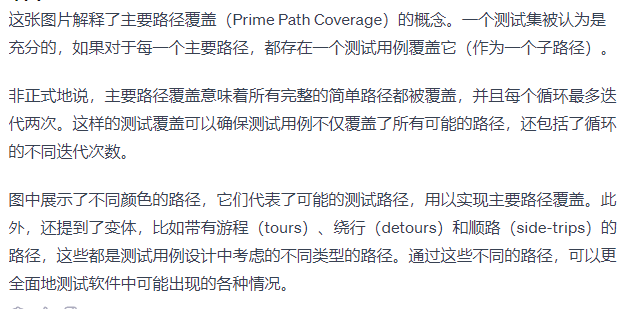 这张图片解释了主要路径覆盖（Prime Path Coverage）的概念。一个测试集被认为是
充分的，如果对于每一个主要路径，都存在一个测试用例覆盖它（作为一个子路径）。
非正式地说，主要路径覆盖意味着所有完整的简单路径都被覆盖，并且每个循环最多迭
代两次。这样的测试覆盖可以确保测试用例不仅覆盖了所有可能的路径，还包括了循环
的不同迭代次数。
图中展示了不同颜色的路径，它们代表了可能的测试路径，用以实现主要路径覆盖。此
外，还提到了变体，比如带有游程（tours）、绕行（detours）和顺路（side-trips）的
路径，这些都是测试用例设计中考虑的不同类型的路径。通过这些不同的路径，可以更
全面地测试软件中可能出现的各种情况。